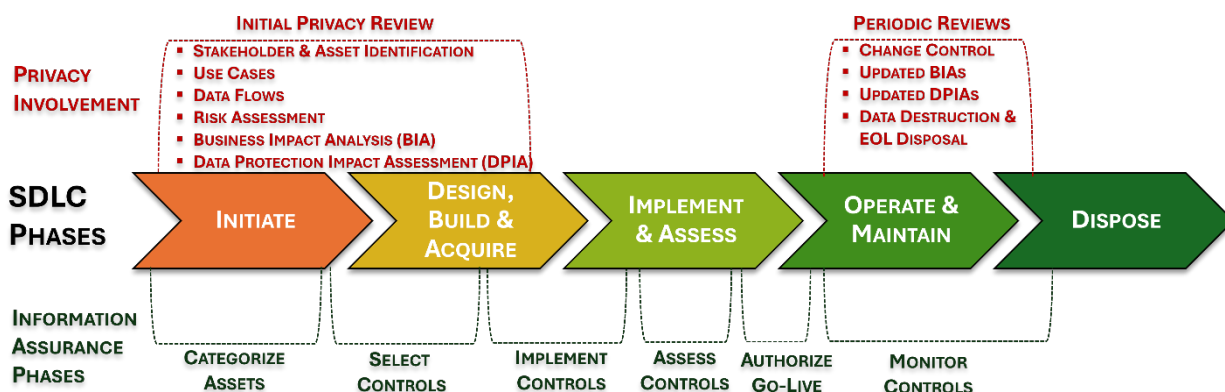 INITIAL PRIVACY REVIEW
▪ STAKEHOLDER & ASSET IDENTIFICATION
▪ USE CASES
▪ DATA FLOWS
▪ RISK ASSESSMENT
▪ BUSINESS IMPACT ANALYSIS (BIA)
▪ DATA PROTECTION IMPACT ASSESSMENT (DPIA)
PERIODIC REVIEWS
▪ CHANGE CONTROL
▪ UPDATED BIAS
▪ UPDATED DPIAS
▪ DATA DESTRUCTION &
EOL DISPOSAL
PRIVACY
INVOLVEMENT
SDLC
PHASES
INITIATE
DESIGN,
BUILD &
ACQUIRE
IMPLEMENT
& ASSESS
OPERATE &
MAINTAIN
DISPOSE
INFORMATION
ASSURANCE
PHASES
CATEGORIZE
ASSETS
SELECT
CONTROLS
IMPLEMENT
CONTROLS
ASSESS
CONTROLS
AUTHORIZE
GO-LIVE
MONITOR
CONTROLS